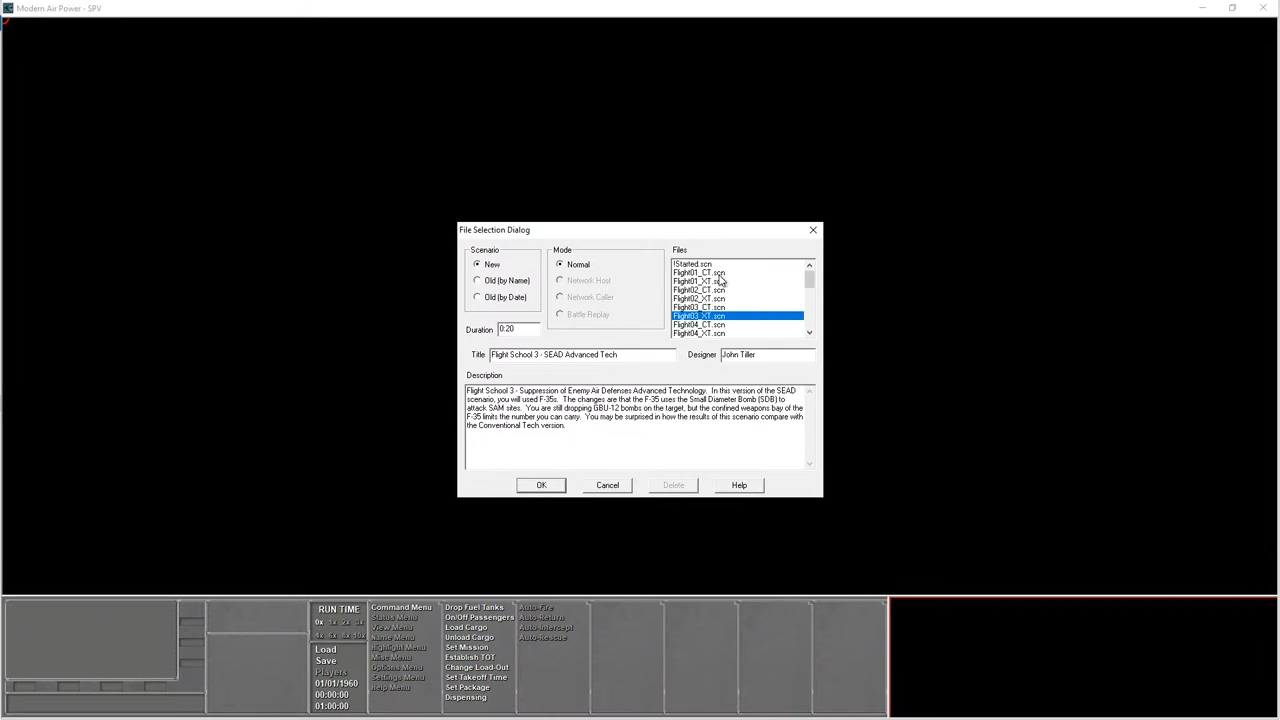 Modern Air Power - SPV
File Selection Dialog
Scenario
New
Old (by Name)
Old (by Date)
Duration 0:20
Mode
Normal
Network Host
Network Caller
Battle Replay
Files
!Started.scn
Flight01_CT.scn
Flight01_XT.scn
Flight02_CT.scn
Flight02_XT.scn
Flight03_CT.scn
Flight03_XT.scn
Flight04_CT.scn
Flight04_XT.scn
Title Flight School 3 - SEAD Advanced Tech
Designer John Tiller
Description
Flight School 3 - Suppression of Enemy Air Defenses Advanced Technology. In this version of the SEAD
scenario, you will used F-35s. The changes are that the F-35 uses the Small Diameter Bomb (SDB) to
attack SAM sites. You are still dropping GBU-12 bombs on the target, but the confined weapons bay of the
F-35 limits the number you can carry. You may be surprised in how the results of this scenario compare with
the Conventional Tech version.
OK Cancel Delete Help
RUN TIME
0x 1x 2x 3x
4x 6x 8x 10x
Load
Save
Players
01/01/1960
00:00:00
01:00:00
Command Menu
Status Menu
View Menu
Name Menu
Highlight Menu
Misc Menu
Options Menu
Settings Menu
Help Menu
Drop Fuel Tanks
On/Off Passengers
Load Cargo
Unload Cargo
Set Mission
Establish TOT
Change Load-Out
Set Takeoff Time
Set Package
Dispensing
Auto-Fire
Auto-Return
Auto-Intercept
Auto-Rescue